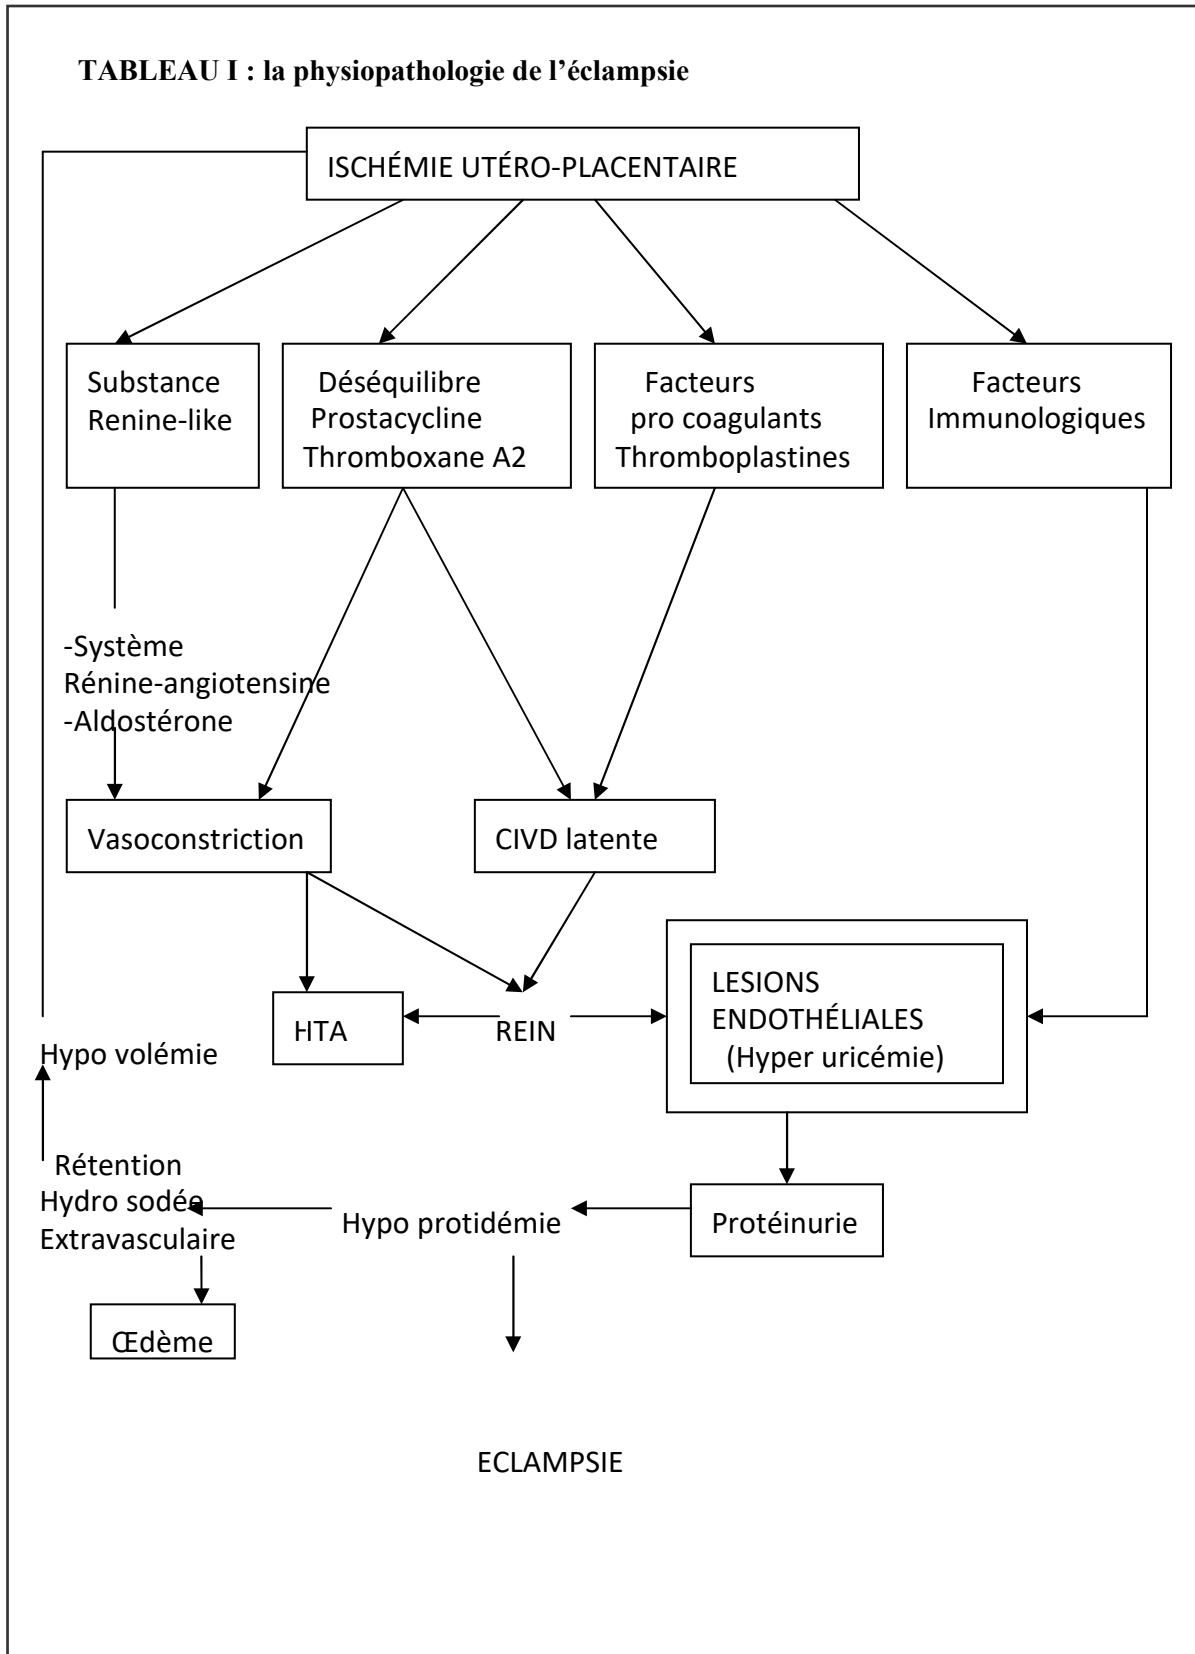 TABLEAU I : la physiopathologie de l’éclampsie
ISCHÉMIE UTÉRO-PLACENTAIRE
Substance
Renine-like
Déséquilibre
Prostacycline
Thromboxane A2
Facteurs
pro coagulants
Thromboplastines
Facteurs
Immunologiques
-Système
Rénine-angiotensine
-Aldostérone
Vasoconstriction
CIVD latente
HTA
REIN
LESIONS
ENDOTHÉLIALES
(Hyper uricémie)
Hypo volémie
Rétention
Hydro sodée
Extravasculaire
Hypo protidémie
Protéinurie
Œdème
ECLAMPSIE